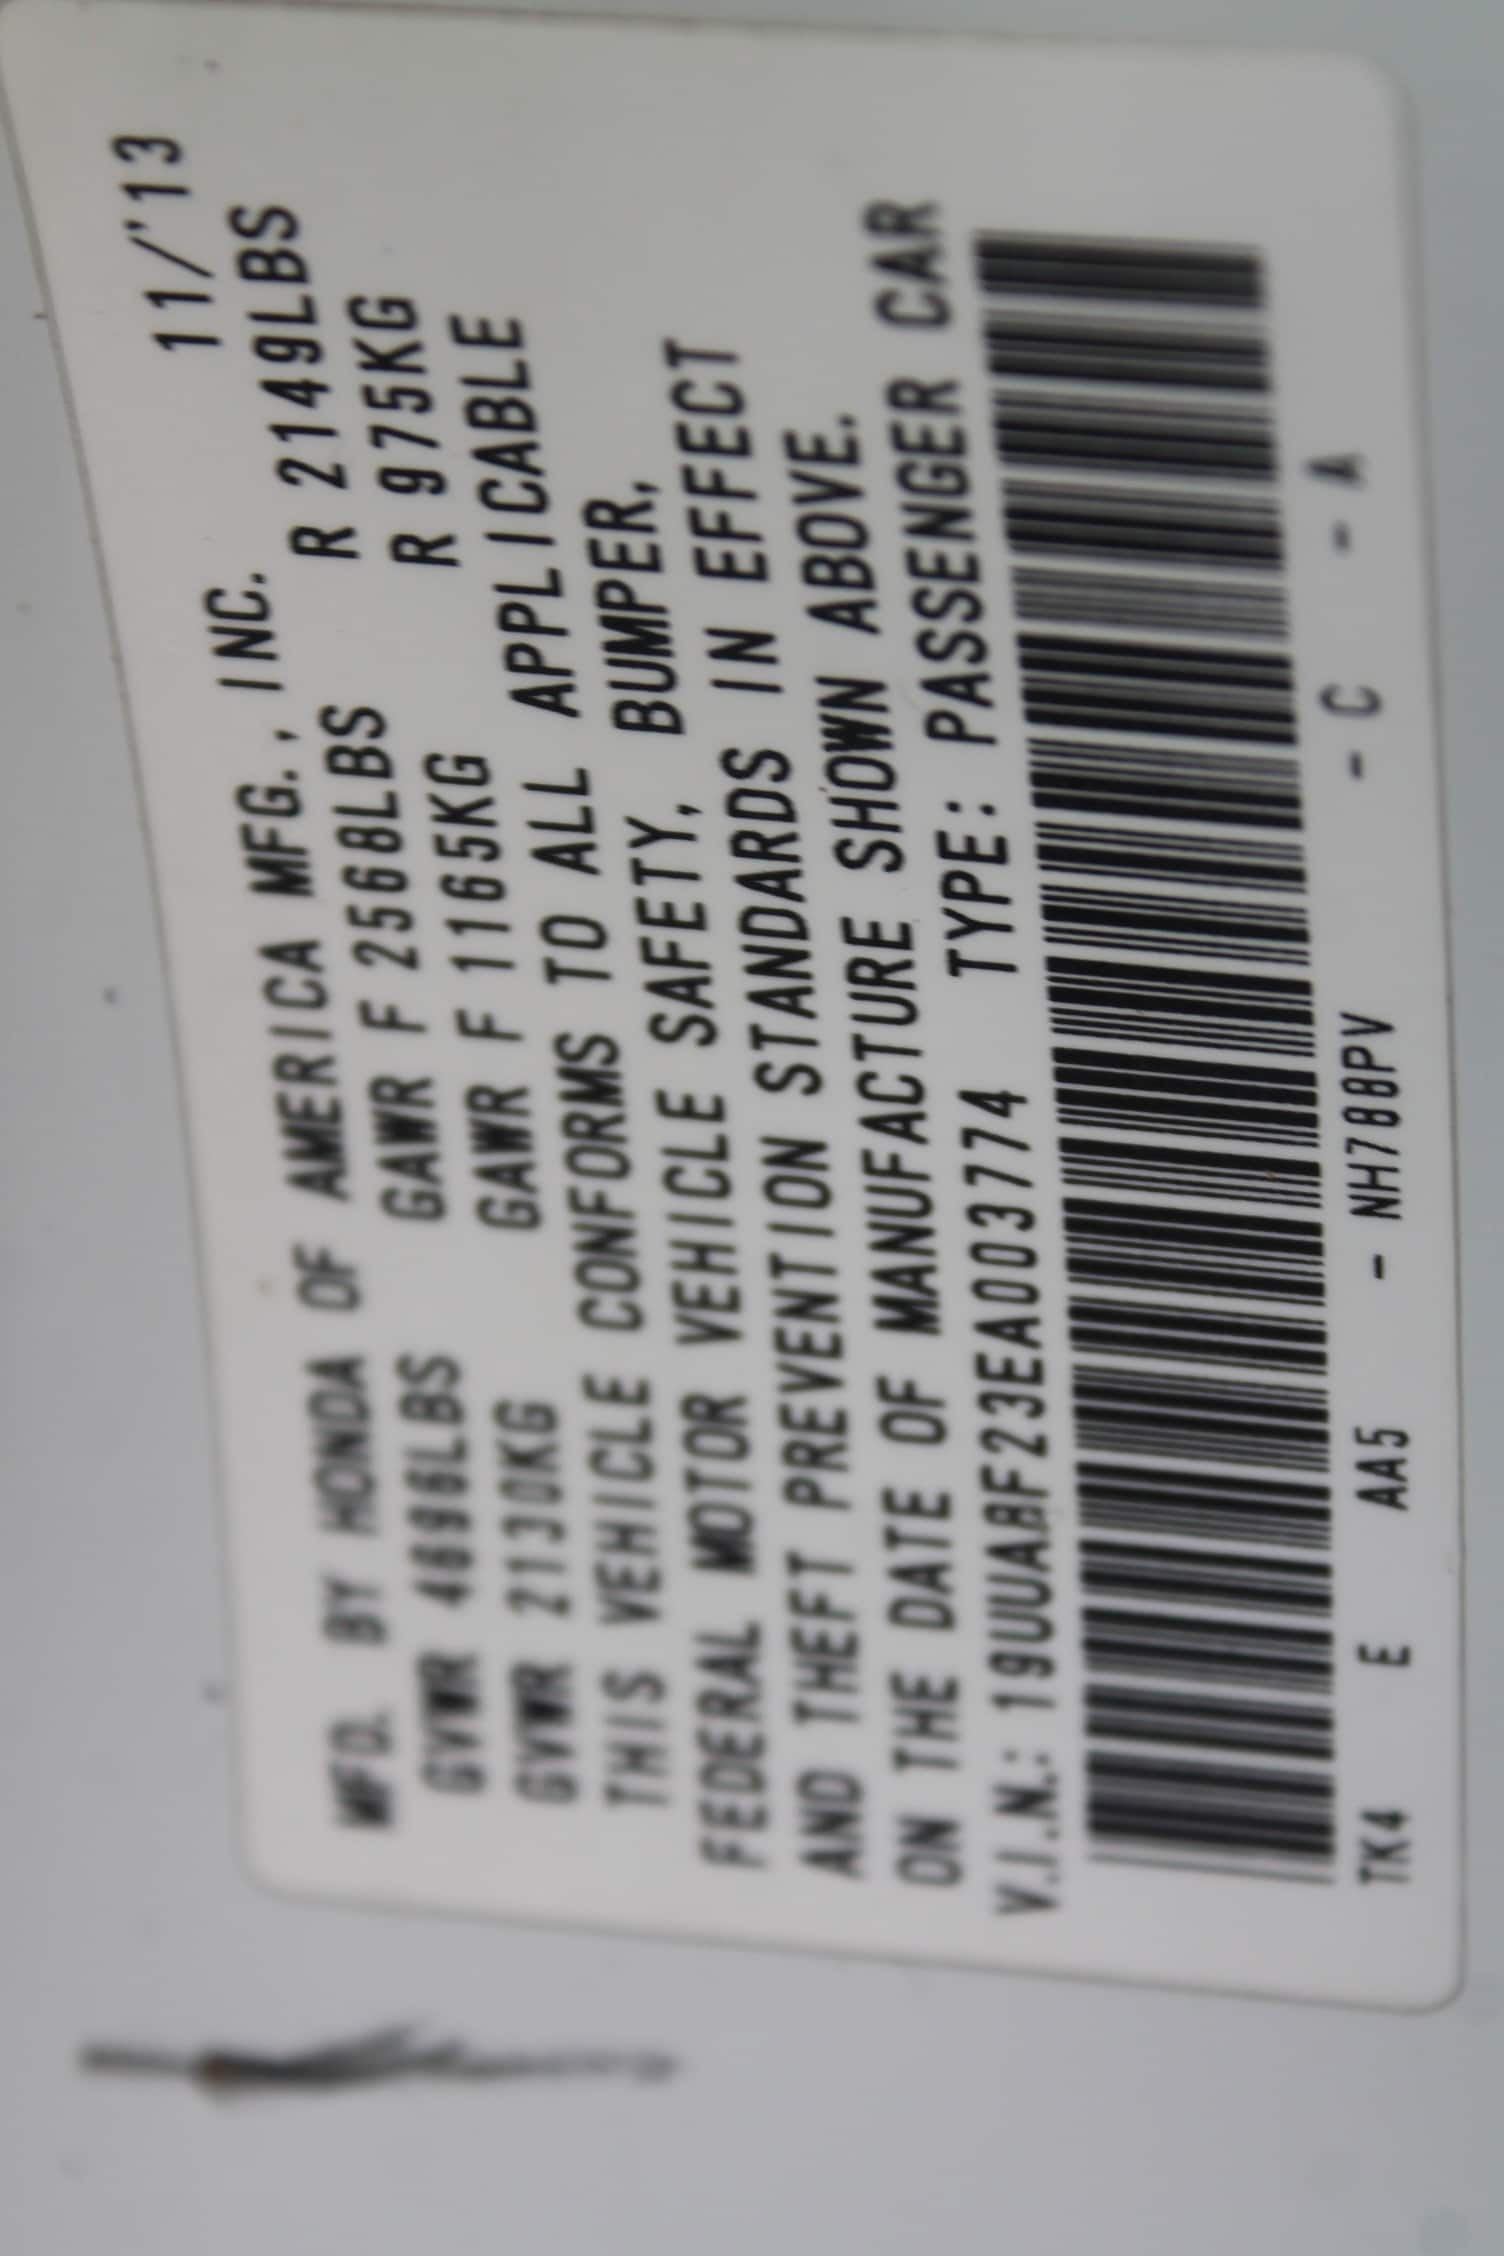 11/'13
MFD. BY HONDA OF AMERICA MFG., INC.
GVWR 4696LBS GAWR F 2568LBS R 2149LBS
GVWR 2130KG GAWR F 1165KG R 975KG
THIS VEHICLE CONFORMS TO ALL APPLICABLE
FEDERAL MOTOR VEHICLE SAFETY, BUMPER,
AND THEFT PREVENTION STANDARDS IN EFFECT
ON THE DATE OF MANUFACTURE SHOWN ABOVE.
V.I.N.: 19UUA8F23EA003774 TYPE: PASSENGER CAR
TK4 E AA5 - NH788PV - C - A